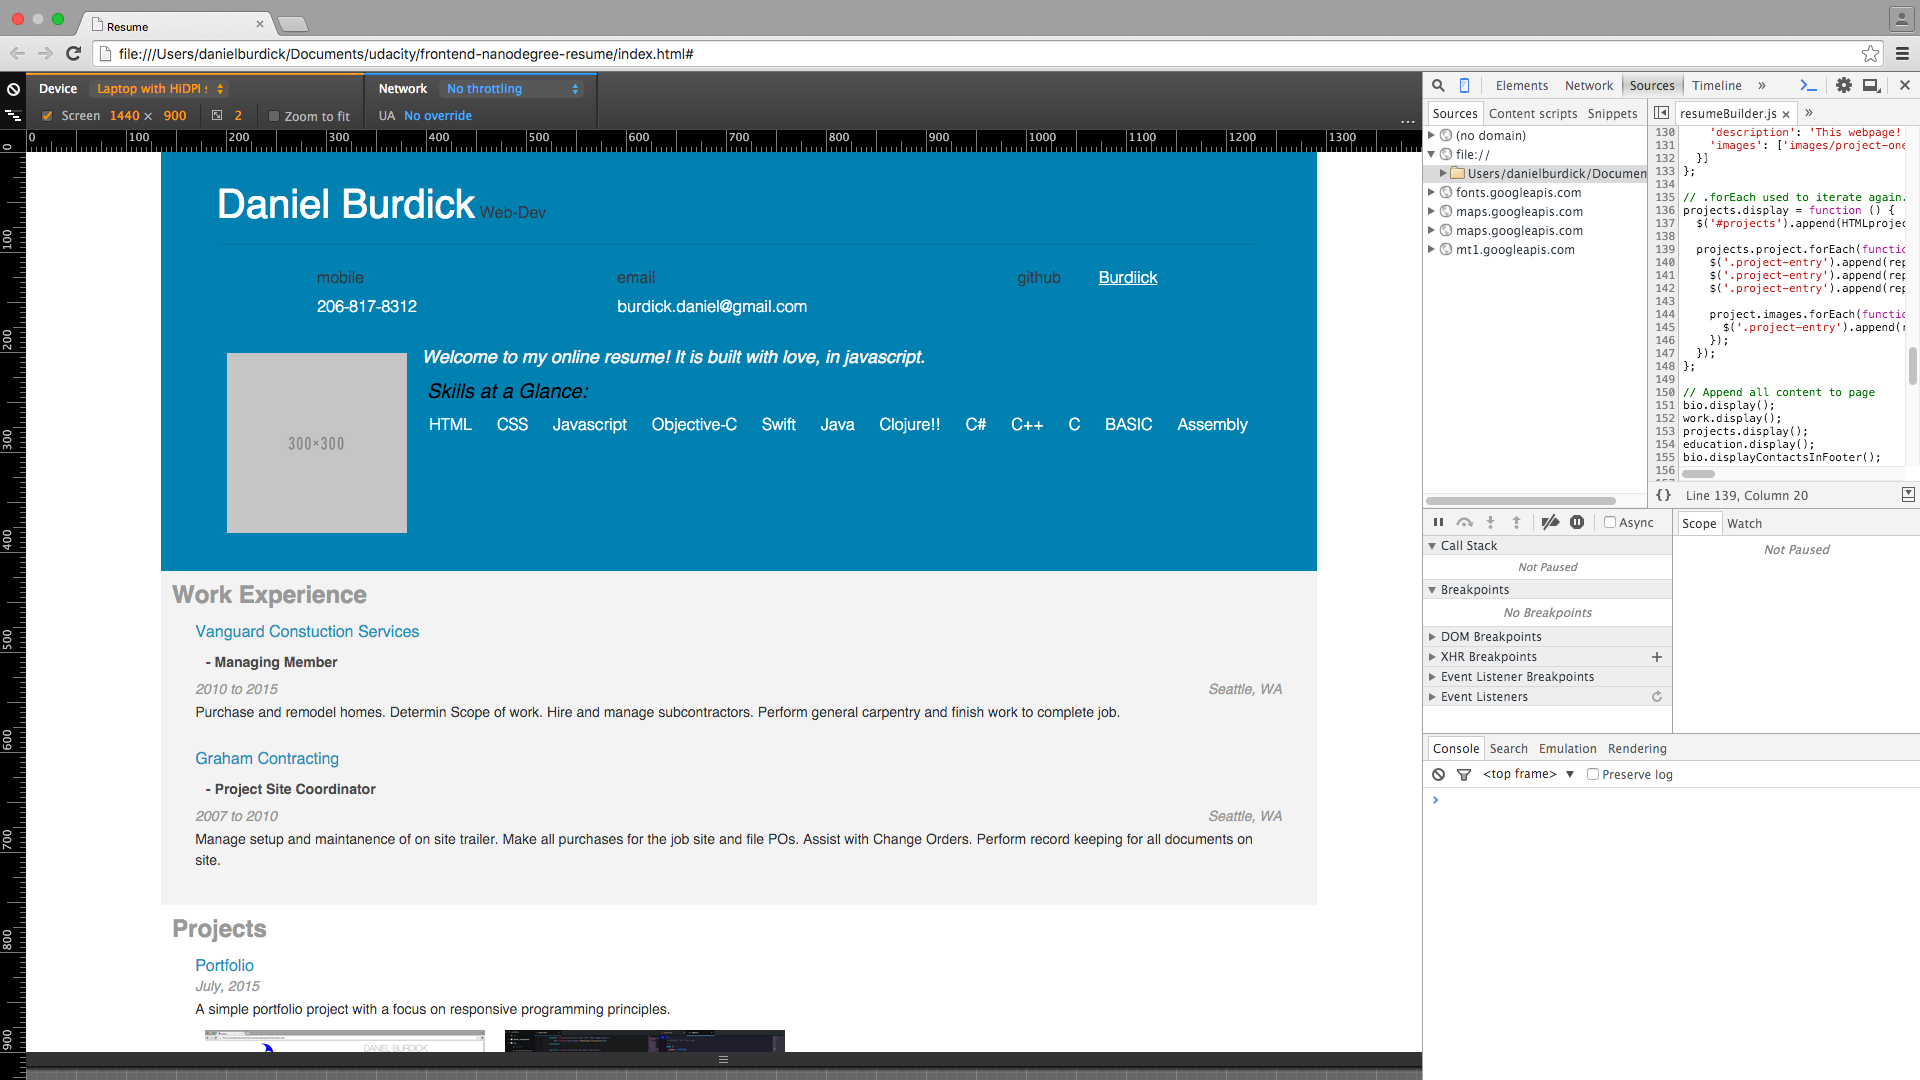 Resume
file:///Users/danielburdick/Documents/udacity/frontend-nanodegree-resume/index.html#
Device Laptop with HiDPI
Network No throttling
Screen 1440 × 900 2 Zoom to fit
UA No override
...
0 100 200 300 400 500 600 700 800 900 1000 1100 1200 1300
0 100 200 300 400 500 600 700 800 900
Daniel Burdick Web-Dev
mobile email github Burdiick
206-817-8312 burdick.daniel@gmail.com
300×300
Welcome to my online resume! It is built with love, in javascript.
Skills at a Glance:
HTML CSS Javascript Objective-C Swift Java Clojure!! C# C++ C BASIC Assembly
Work Experience
Vanguard Constuction Services
- Managing Member
2010 to 2015 Seattle, WA
Purchase and remodel homes. Determin Scope of work. Hire and manage subcontractors. Perform general carpentry and finish work to complete job.
Graham Contracting
- Project Site Coordinator
2007 to 2010 Seattle, WA
Manage setup and maintanence of on site trailer. Make all purchases for the job site and file POs. Assist with Change Orders. Perform record keeping for all documents on
site.
Projects
Portfolio
July, 2015
A simple portfolio project with a focus on responsive programming principles.
DANIEL BURDICK
Elements Network Sources Timeline »
Sources Content scripts Snippets
(no domain)
file://
Users/danielburdick/Documen
fonts.googleapis.com
maps.googleapis.com
maps.googleapis.com
mt1.googleapis.com
resumeBuilder.js × »
130 'description': 'This webpage!
131 'images': ['images/project-one
132 }]
133 };
134
135 // .forEach used to iterate again.
136 projects.display = function () {
137 $('#projects').append(HTMLprojec
138
139 projects.project.forEach(functio
140 $('.project-entry').append(rep
141 $('.project-entry').append(rep
142 $('.project-entry').append(rep
143
144 project.images.forEach(functio
145 $('.project-entry').append(r
146 });
147 });
148 };
149
150 // Append all content to page
151 bio.display();
152 work.display();
153 projects.display();
154 education.display();
155 bio.displayContactsInFooter();
156
{} Line 139, Column 20
Async
Scope Watch
Call Stack
Not Paused
Not Paused
Breakpoints
No Breakpoints
DOM Breakpoints
XHR Breakpoints
Event Listener Breakpoints
Event Listeners
Console Search Emulation Rendering
<top frame> ▼ Preserve log
>